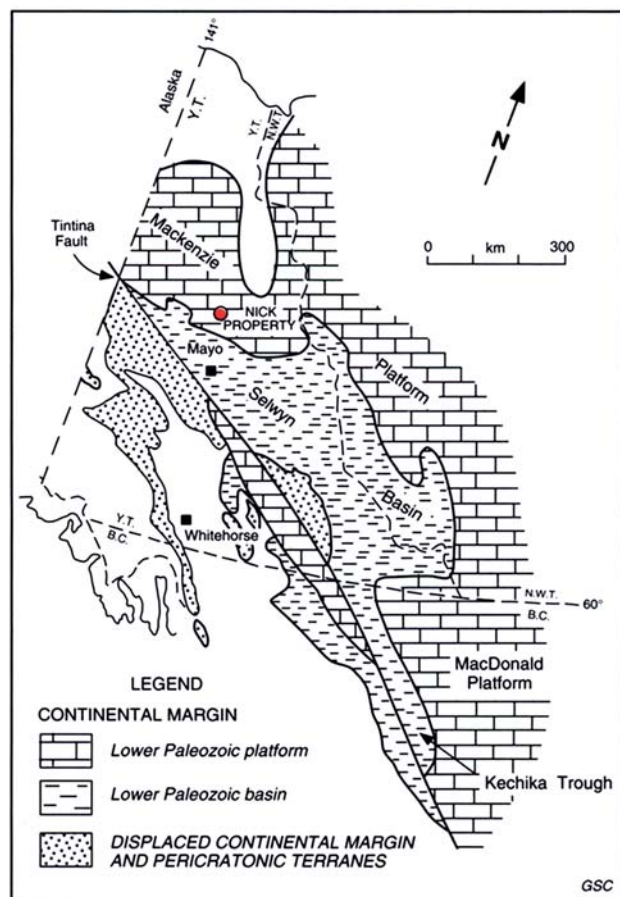 141°
Alaska
Y.T.
Y.T.
N.W.T.
N
Tintina
Fault
Mackenzie
0 km 300
NICK
PROPERTY
Mayo
Platform
Selwyn
Basin
Whitehorse
Y.T.
B.C.
N.W.T.
B.C.
60°
MacDonald
Platform
Kechika Trough
LEGEND
CONTINENTAL MARGIN
Lower Paleozoic platform
Lower Paleozoic basin
DISPLACED CONTINENTAL MARGIN
AND PERICRATONIC TERRANES
GSC